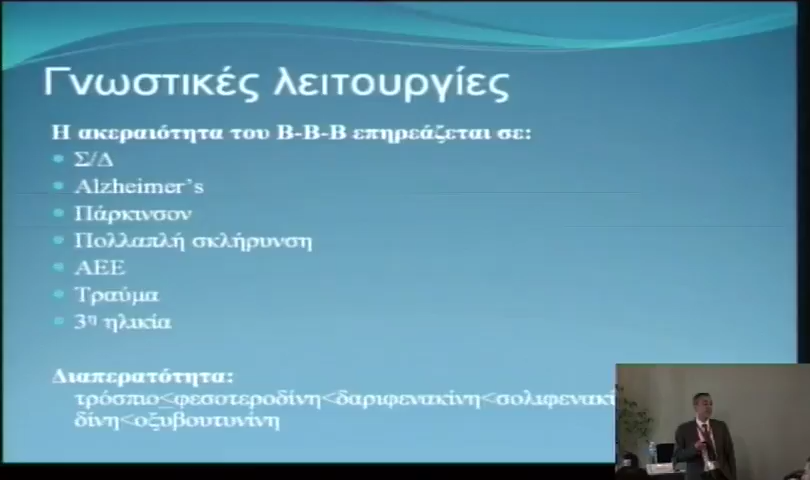 Γνωστικές λειτουργίες
Η ακεραιότητα του Β-Β-Β επηρεάζεται σε:
Σ/Δ
Alzheimer's
Πάρκινσον
Πολλαπλή σκλήρυνση
ΑΕΕ
Τραύμα
3η ηλικία
Διαπερατότητα:
τρόσπιο<φεσοτεροδίνη<δαριφενακίνη<σολιφενακί
δίνη<οξυβουτυνίνη